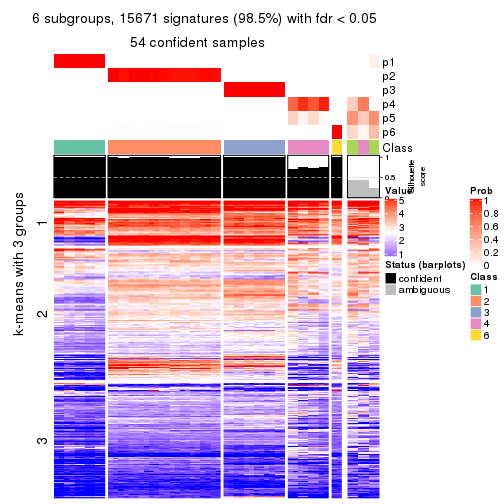 6 subgroups, 15671 signatures (98.5%) with fdr < 0.05
54 confident samples
p1
p2
p3
p4
p5
p6
Class
1
0.5
0
Silhouette
score
k-means with 3 groups
1
2
3
Value
5
4
3
2
1
Status (barplots)
confident
ambiguous
Prob
1
0.8
0.6
0.4
0.2
0
Class
1
2
3
4
6